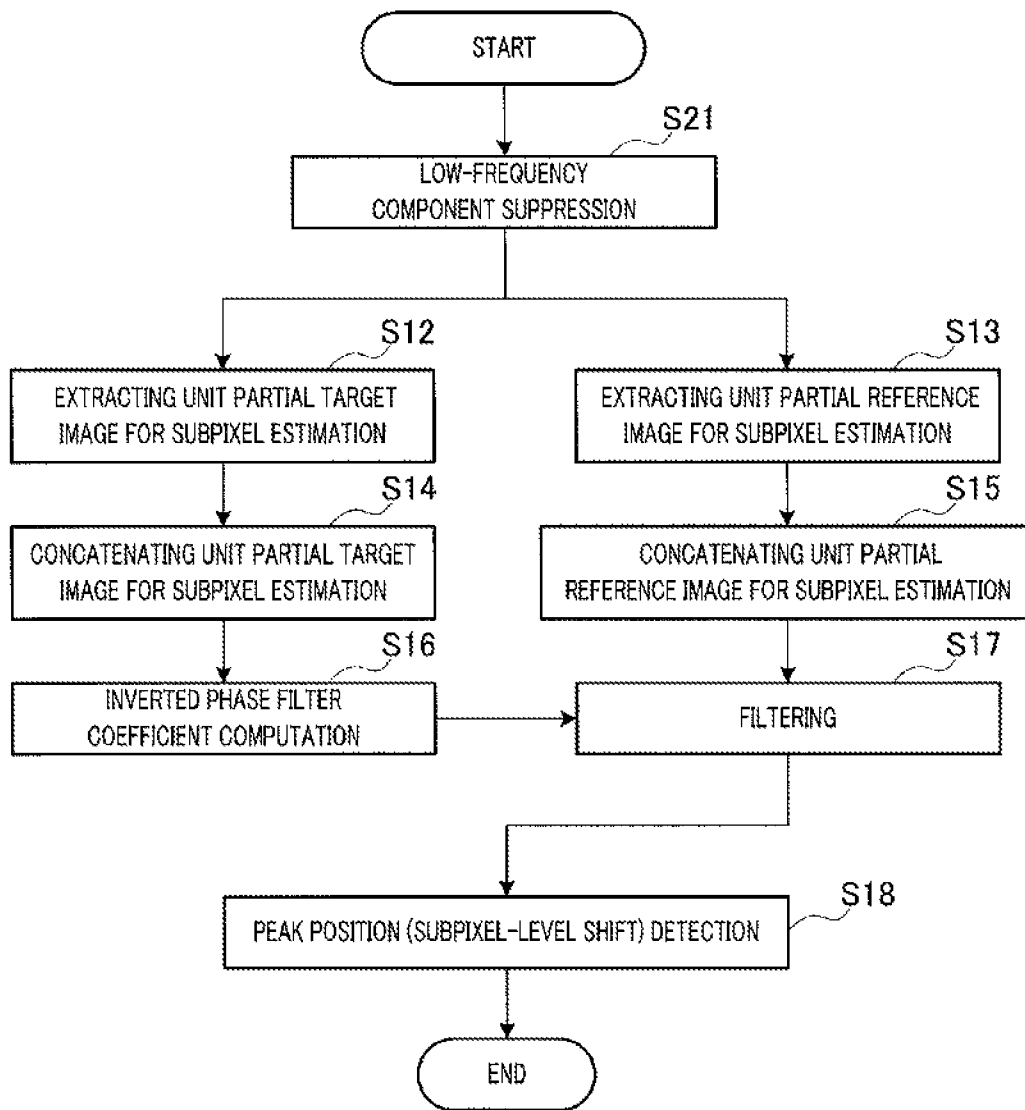 START
S21
LOW-FREQUENCY
COMPONENT SUPPRESSION
S12
EXTRACTING UNIT PARTIAL TARGET
IMAGE FOR SUBPIXEL ESTIMATION
S13
EXTRACTING UNIT PARTIAL REFERENCE
IMAGE FOR SUBPIXEL ESTIMATION
S14
CONCATENATING UNIT PARTIAL TARGET
IMAGE FOR SUBPIXEL ESTIMATION
S15
CONCATENATING UNIT PARTIAL
REFERENCE IMAGE FOR SUBPIXEL ESTIMATION
S16
INVERTED PHASE FILTER
COEFFICIENT COMPUTATION
S17
FILTERING
S18
PEAK POSITION (SUBPIXEL-LEVEL SHIFT) DETECTION
END